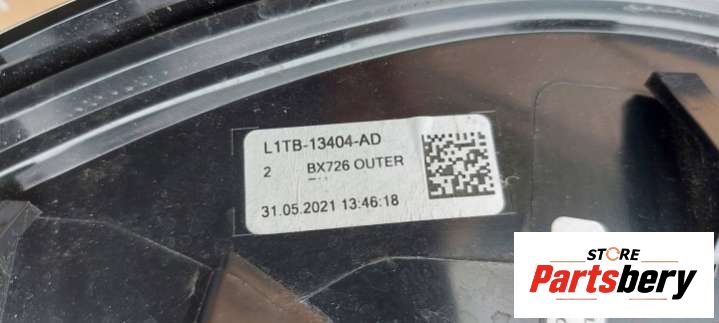 L1TB-13404-AD
2 BX726 OUTER
31.05.2021 13:46:18
STORE
Partsbery